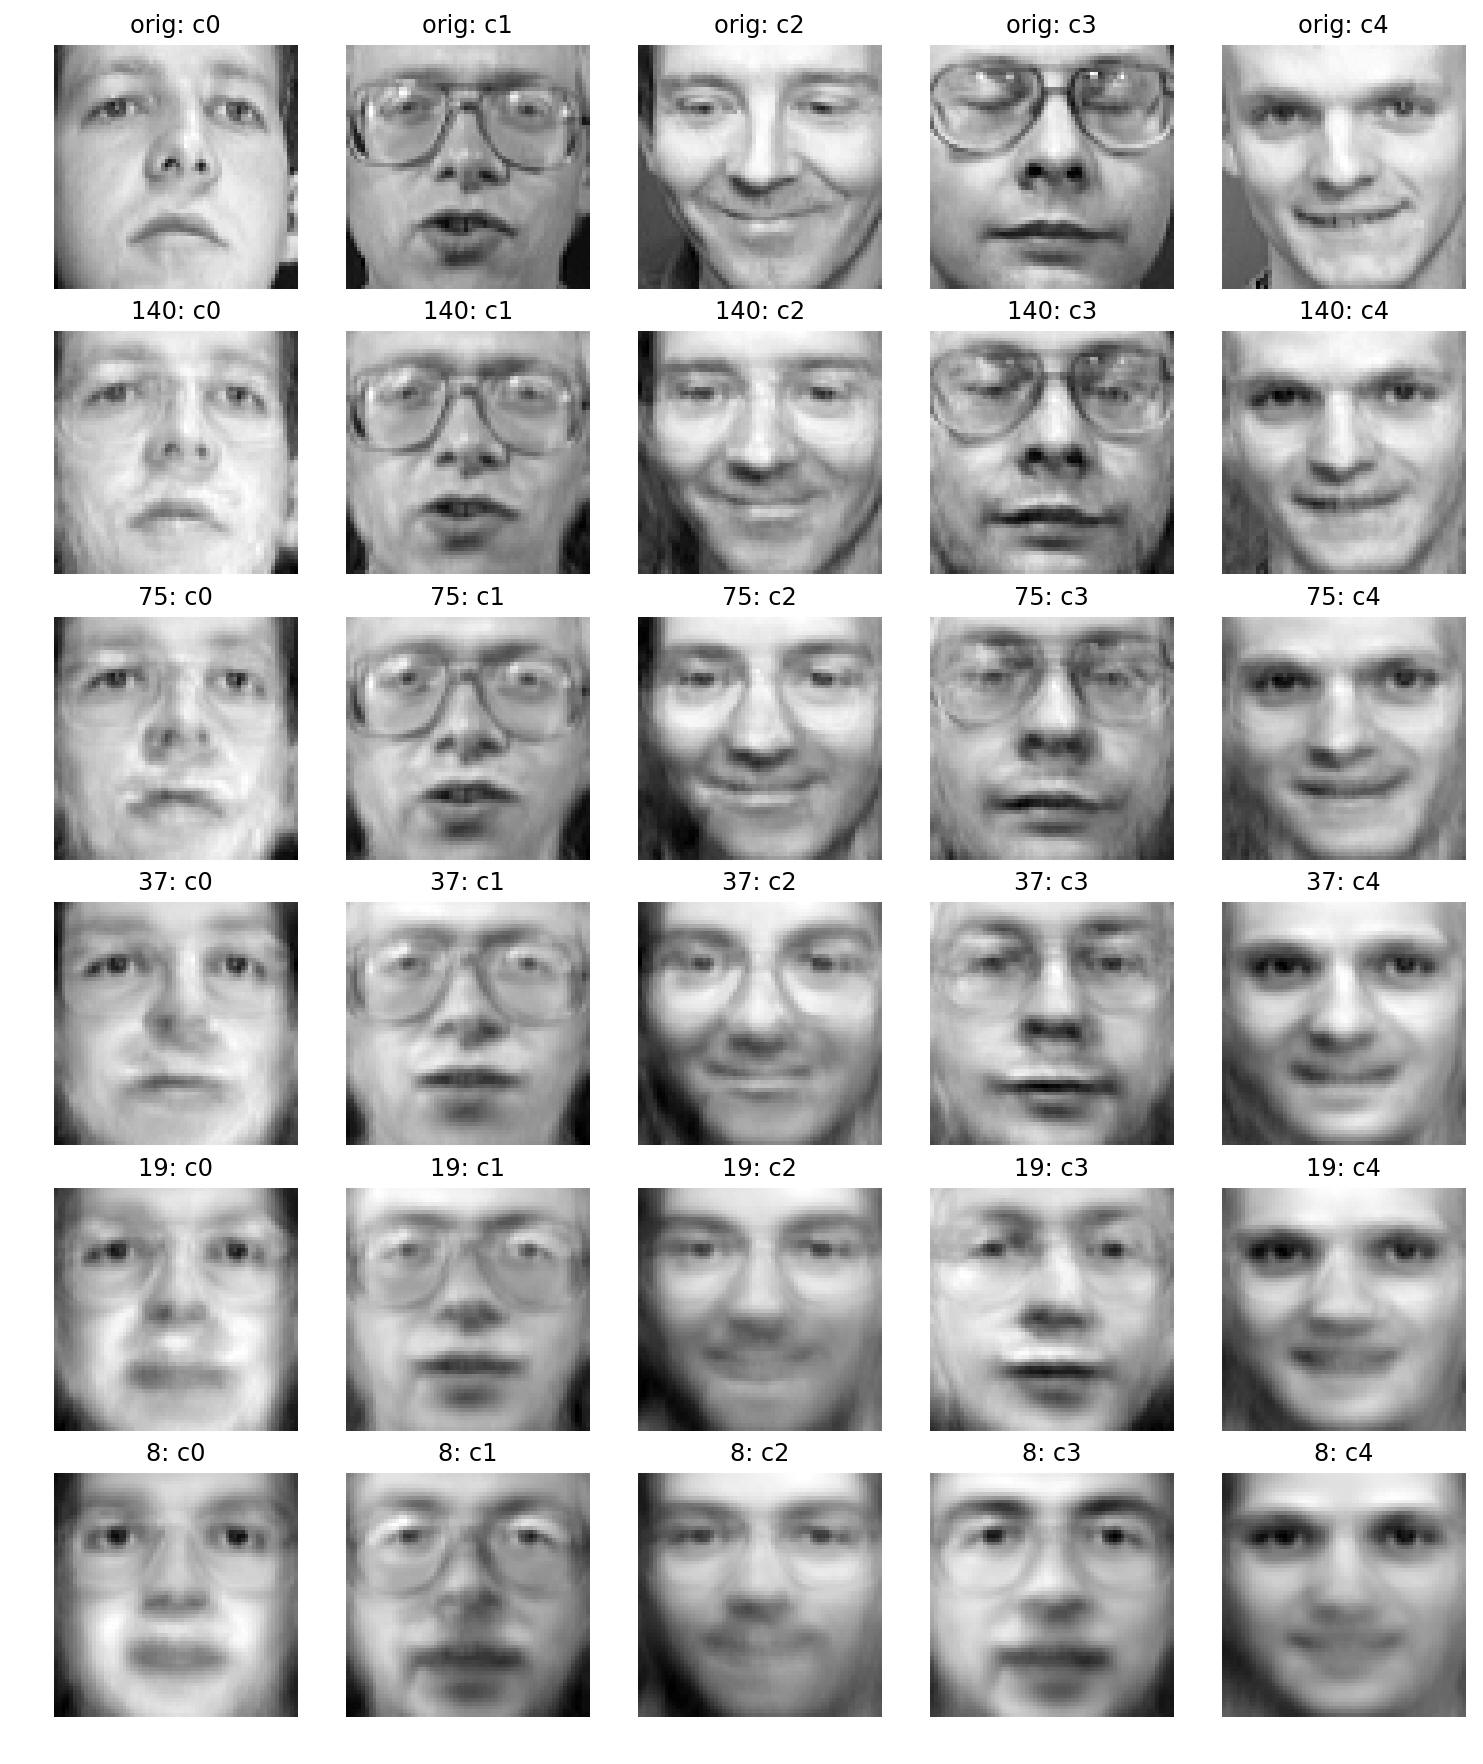 orig: c0 orig: c1 orig: c2 orig: c3 orig: c4
140: c0 140: c1 140: c2 140: c3 140: c4
75: c0 75: c1 75: c2 75: c3 75: c4
37: c0 37: c1 37: c2 37: c3 37: c4
19: c0 19: c1 19: c2 19: c3 19: c4
8: c0 8: c1 8: c2 8: c3 8: c4